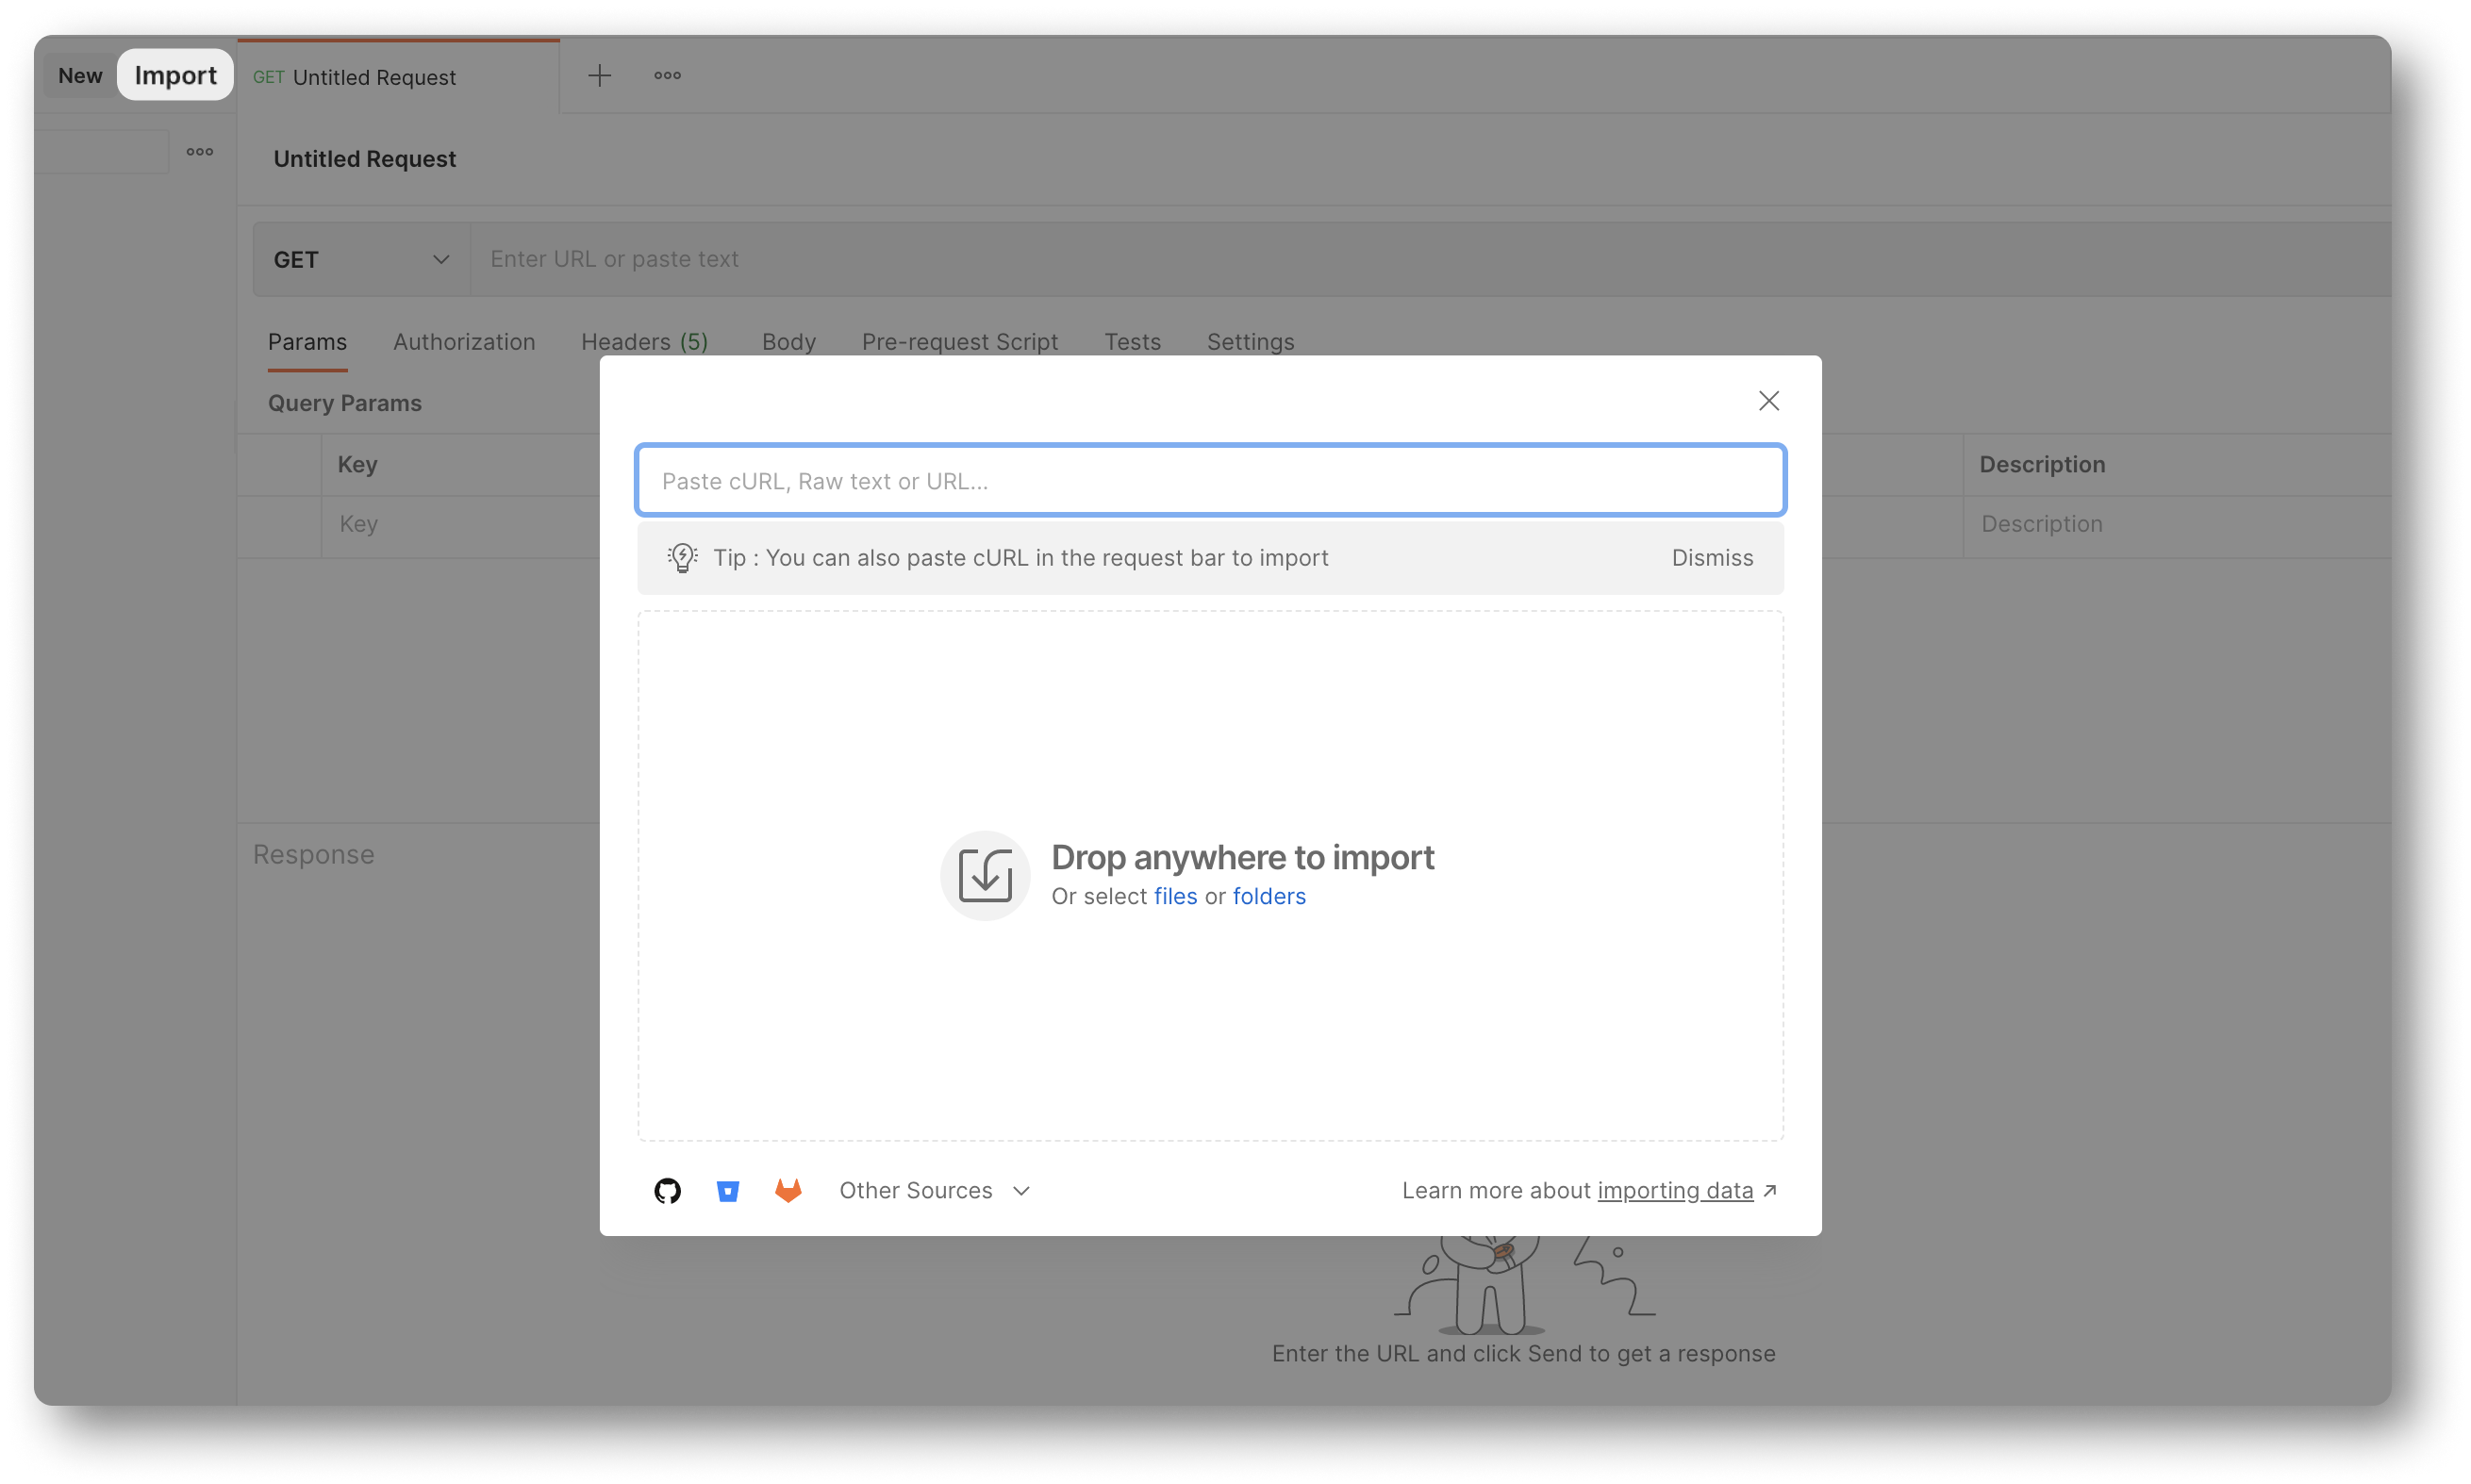 New Import GET Untitled Request
Untitled Request
GET Enter URL or paste text
Params Authorization Headers (5) Body Pre-request Script Tests Settings
Query Params
Key Description
Key Description
Response
Paste cURL, Raw text or URL...
Tip : You can also paste cURL in the request bar to import Dismiss
Drop anywhere to import
Or select files or folders
Other Sources Learn more about importing data
Enter the URL and click Send to get a response